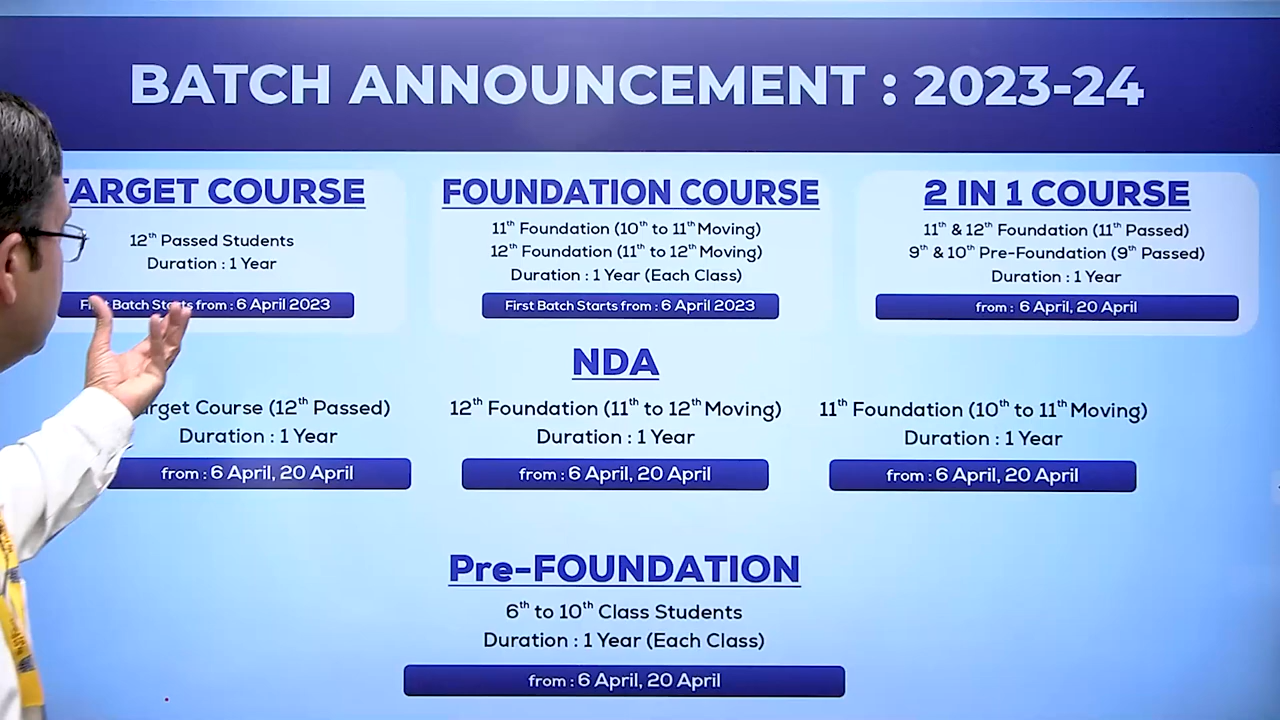 BATCH ANNOUNCEMENT : 2023-24
TARGET COURSE
12th Passed Students
Duration : 1 Year
First Batch Starts from : 6 April 2023
FOUNDATION COURSE
11th Foundation (10th to 11th Moving)
12th Foundation (11th to 12th Moving)
Duration : 1 Year (Each Class)
First Batch Starts from : 6 April 2023
2 IN 1 COURSE
11th & 12th Foundation (11th Passed)
9th & 10th Pre-Foundation (9th Passed)
Duration : 1 Year
from : 6 April, 20 April
NDA
Target Course (12th Passed)
Duration : 1 Year
from : 6 April, 20 April
12th Foundation (11th to 12th Moving)
Duration : 1 Year
from : 6 April, 20 April
11th Foundation (10th to 11th Moving)
Duration : 1 Year
from : 6 April, 20 April
Pre-FOUNDATION
6th to 10th Class Students
Duration : 1 Year (Each Class)
from : 6 April, 20 April